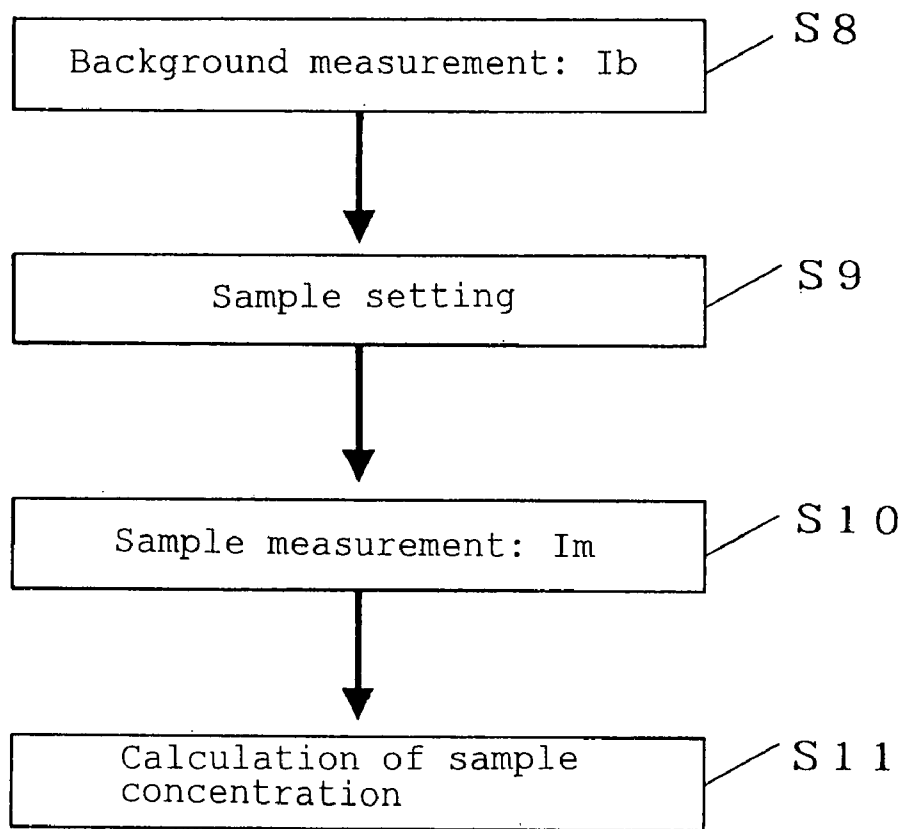 Background measurement: Ib
S8
Sample setting
S9
Sample measurement: Im
S10
Calculation of sample
concentration
S11